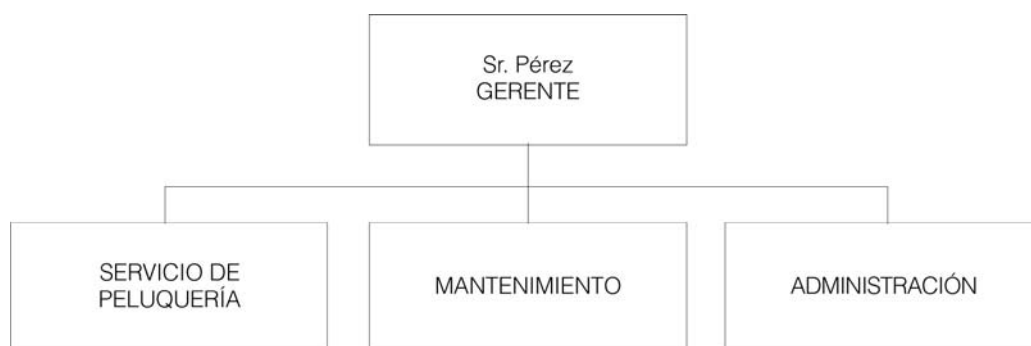 Sr. Pérez
GERENTE
SERVICIO DE
PELUQUERÍA
MANTENIMIENTO
ADMINISTRACIÓN